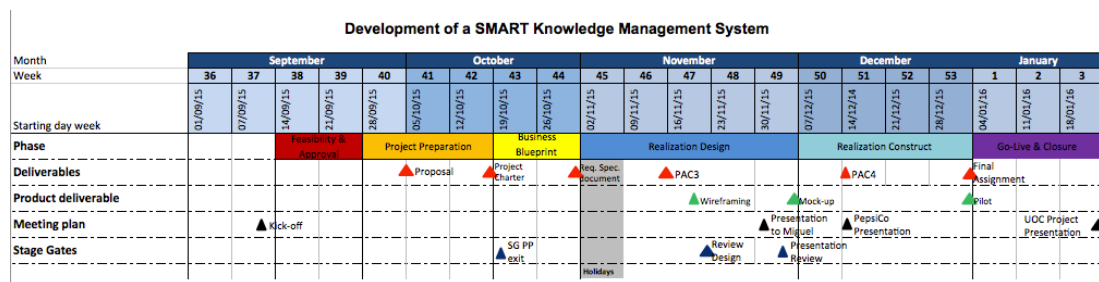 Development of a SMART Knowledge Management System
Month September October November December January
Week 36 37 38 39 40 41 42 43 44 45 46 47 48 49 50 51 52 53 1 2 3
Starting day week 01/09/15 07/09/15 14/09/15 21/09/15 28/09/15 05/10/15 12/10/15 19/10/15 26/10/15 02/11/15 09/11/15 16/11/15 23/11/15 30/11/15 07/12/15 14/12/14 21/12/15 28/12/15 04/01/16 11/01/16 18/01/16
Phase
Feasibility &
Approval
Project Preparation
Business
Blueprint
Realization Design
Realization Construct
Go-Live & Closure
Deliverables
Proposal
Project
Charter
Req. Spec.
document
PAC3
PAC4
Final
Assignment
Product deliverable
Wireframing
Mock-up
Pilot
Meeting plan
Kick-off
Presentation
to Miguel
PepsiCo
Presentation
UOC Project
Presentation
Stage Gates
SG PP
exit
Review
Design
Presentation
Review
Holidays